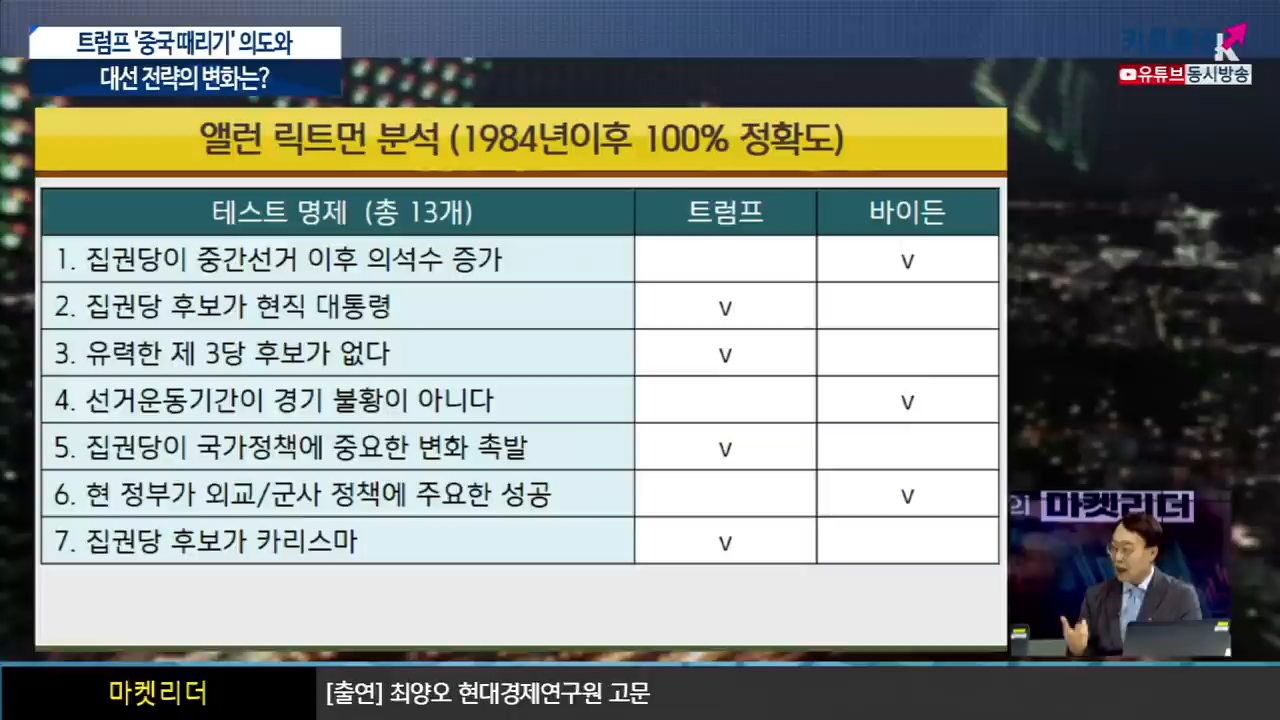 트럼프 '중국 때리기' 의도와
대선 전략의 변화는?
K
유튜브동시방송
앨런 릭트먼 분석 (1984년이후 100% 정확도)
테스트 명제 (총 13개) 트럼프 바이든
1. 집권당이 중간선거 이후 의석수 증가 v
2. 집권당 후보가 현직 대통령 v
3. 유력한 제 3당 후보가 없다 v
4. 선거운동기간이 경기 불황이 아니다 v
5. 집권당이 국가정책에 중요한 변화 촉발 v
6. 현 정부가 외교/군사 정책에 주요한 성공 v
7. 집권당 후보가 카리스마 v
의 마켓리더
마켓리더 [출연] 최양오 현대경제연구원 고문